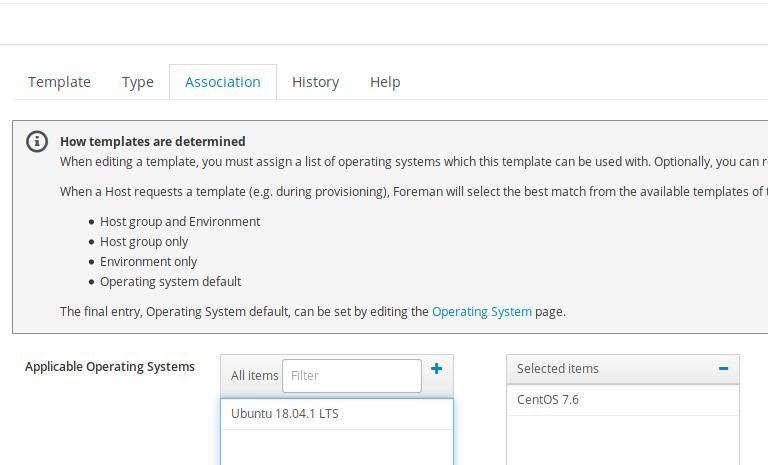 Template Type Association History Help
How templates are determined
When editing a template, you must assign a list of operating systems which this template can be used with. Optionally, you can
When a Host requests a template (e.g. during provisioning), Foreman will select the best match from the available templates of
Host group and Environment
Host group only
Environment only
Operating system default
The final entry, Operating System default, can be set by editing the Operating System page.
Applicable Operating Systems All items Filter + Selected items −
Ubuntu 18.04.1 LTS CentOS 7.6